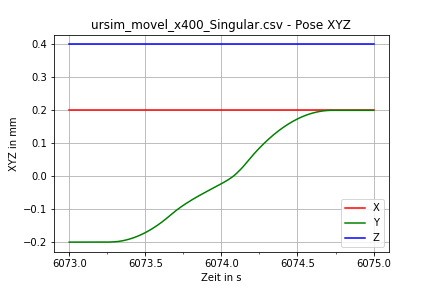 ursim_movel_x400_Singular.csv - Pose XYZ
XYZ in mm
0.4
0.3
0.2
0.1
0.0
−0.1
−0.2
X
Y
Z
6073.0 6073.5 6074.0 6074.5 6075.0
Zeit in s